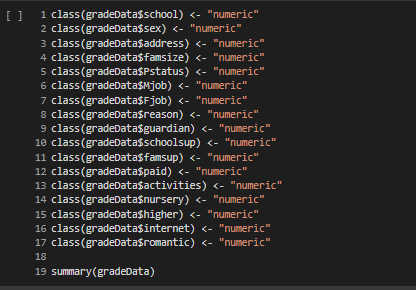 [ ]
1 class(gradeData$school) <- "numeric"
2 class(gradeData$sex) <- "numeric"
3 class(gradeData$address) <- "numeric"
4 class(gradeData$famsize) <- "numeric"
5 class(gradeData$Pstatus) <- "numeric"
6 class(gradeData$Mjob) <- "numeric"
7 class(gradeData$Fjob) <- "numeric"
8 class(gradeData$reason) <- "numeric"
9 class(gradeData$guardian) <- "numeric"
10 class(gradeData$schoolsup) <- "numeric"
11 class(gradeData$famsup) <- "numeric"
12 class(gradeData$paid) <- "numeric"
13 class(gradeData$activities) <- "numeric"
14 class(gradeData$nursery) <- "numeric"
15 class(gradeData$higher) <- "numeric"
16 class(gradeData$internet) <- "numeric"
17 class(gradeData$romantic) <- "numeric"
18
19 summary(gradeData)